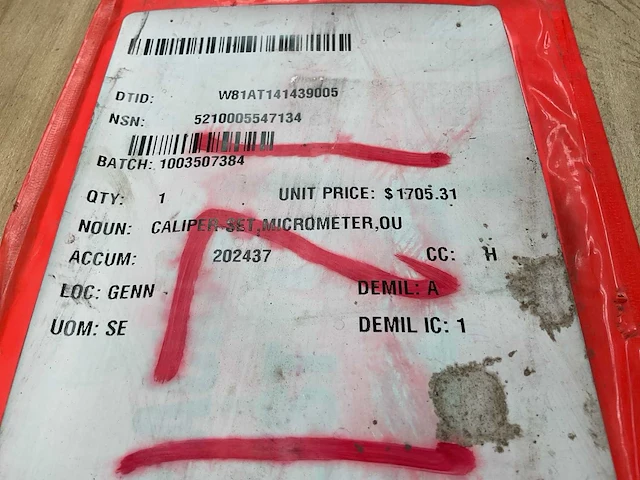 DTID: W81AT141439005
NSN: 5210005547134
BATCH: 1003507384
QTY: 1 UNIT PRICE: $1705.31
NOUN: CALIPER SET,MICROMETER,OU
ACCUM: 202437 CC: H
LOC: GENN DEMIL: A
UOM: SE DEMIL IC: 1